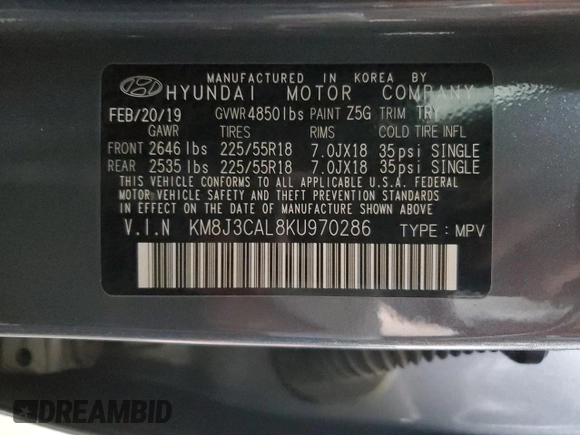 MANUFACTURED IN KOREA BY
HYUNDAI MOTOR COMPANY
FEB/20/19 GVWR 4850lbs PAINT Z5G TRIM TRY
GAWR TIRES RIMS COLD TIRE INFL
FRONT 2646 lbs 225/55R18 7.0JX18 35psi SINGLE
REAR 2535 lbs 225/55R18 7.0JX18 35psi SINGLE
THIS VEHICLE CONFORMS TO ALL APPLICABLE U.S.A. FEDERAL
MOTOR VEHICLE SAFETY AND THEFT PREVENTION STANDARDS
IN EFFECT ON THE DATE OF MANUFACTURE SHOWN ABOVE.
V.I.N KM8J3CAL8KU970286 TYPE : MPV
DREAMBID